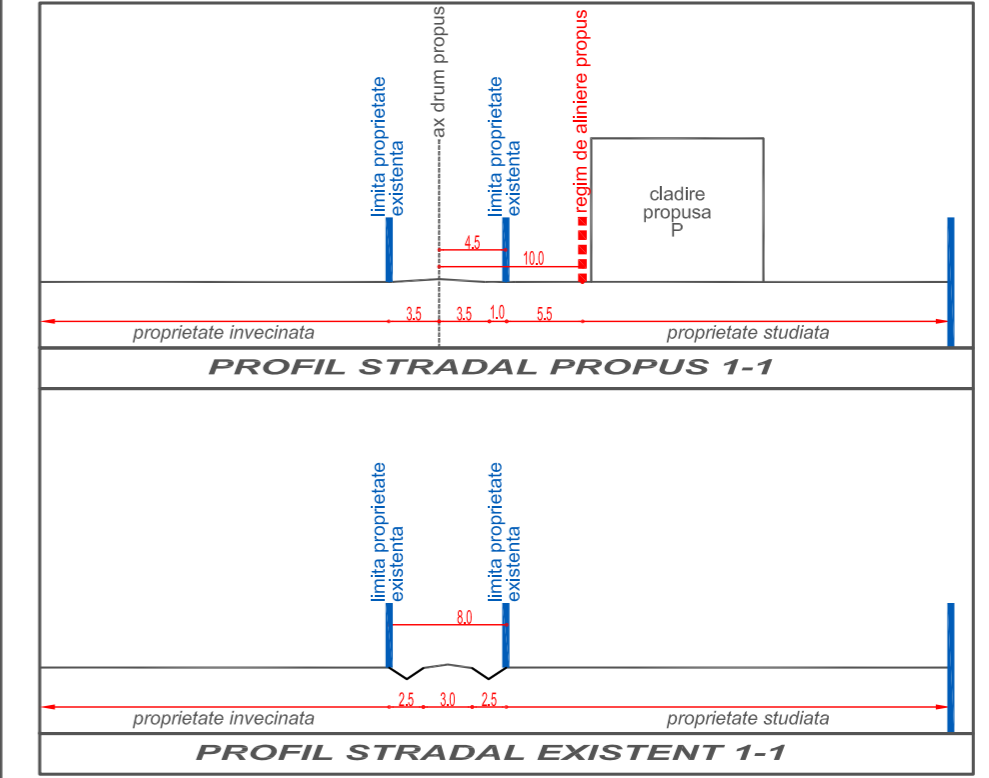 limita proprietate
existenta
ax drum propus
limita proprietate
existenta
regim de aliniere propus
cladire
propusa
P
4.5
10.0
3.5
3.5
1.0
5.5
proprietate invecinata
proprietate studiata
PROFIL STRADAL PROPUS 1-1
limita proprietate
existenta
limita proprietate
existenta
8.0
2.5
3.0
2.5
proprietate invecinata
proprietate studiata
PROFIL STRADAL EXISTENT 1-1